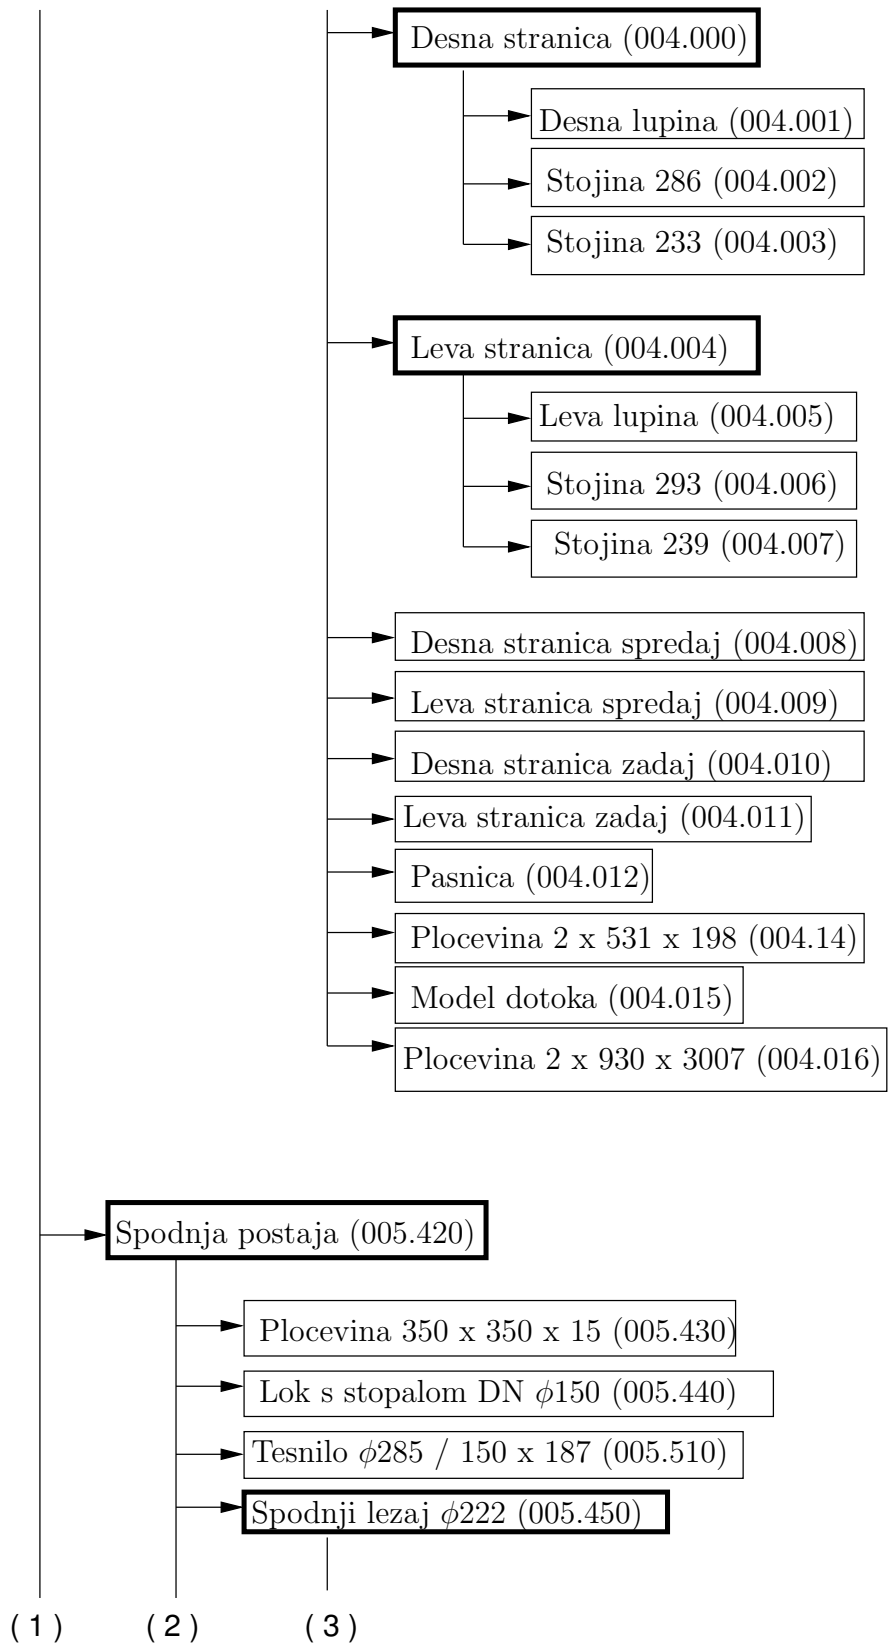 Desna stranica (004.000)
Desna lupina (004.001)
Stojina 286 (004.002)
Stojina 233 (004.003)
Leva stranica (004.004)
Leva lupina (004.005)
Stojina 293 (004.006)
Stojina 239 (004.007)
Desna stranica spredaj (004.008)
Leva stranica spredaj (004.009)
Desna stranica zadaj (004.010)
Leva stranica zadaj (004.011)
Pasnica (004.012)
Plocevina 2 x 531 x 198 (004.14)
Model dotoka (004.015)
Plocevina 2 x 930 x 3007 (004.016)
Spodnja postaja (005.420)
Plocevina 350 x 350 x 15 (005.430)
Lok s stopalom DN ϕ150 (005.440)
Tesnilo ϕ285 / 150 x 187 (005.510)
Spodnji lezaj ϕ222 (005.450)
( 1 ) ( 2 ) ( 3 )